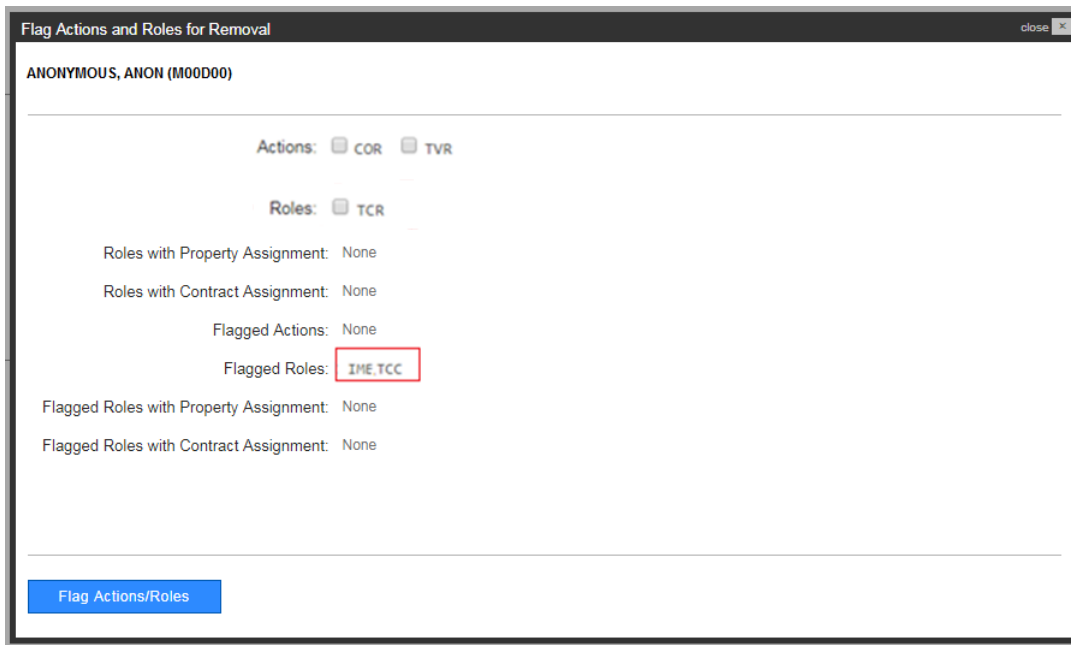 Flag Actions and Roles for Removal close ×
ANONYMOUS, ANON (M00D00)
Actions: COR TVR
Roles: TCR
Roles with Property Assignment: None
Roles with Contract Assignment: None
Flagged Actions: None
Flagged Roles: IME,TCC
Flagged Roles with Property Assignment: None
Flagged Roles with Contract Assignment: None
Flag Actions/Roles